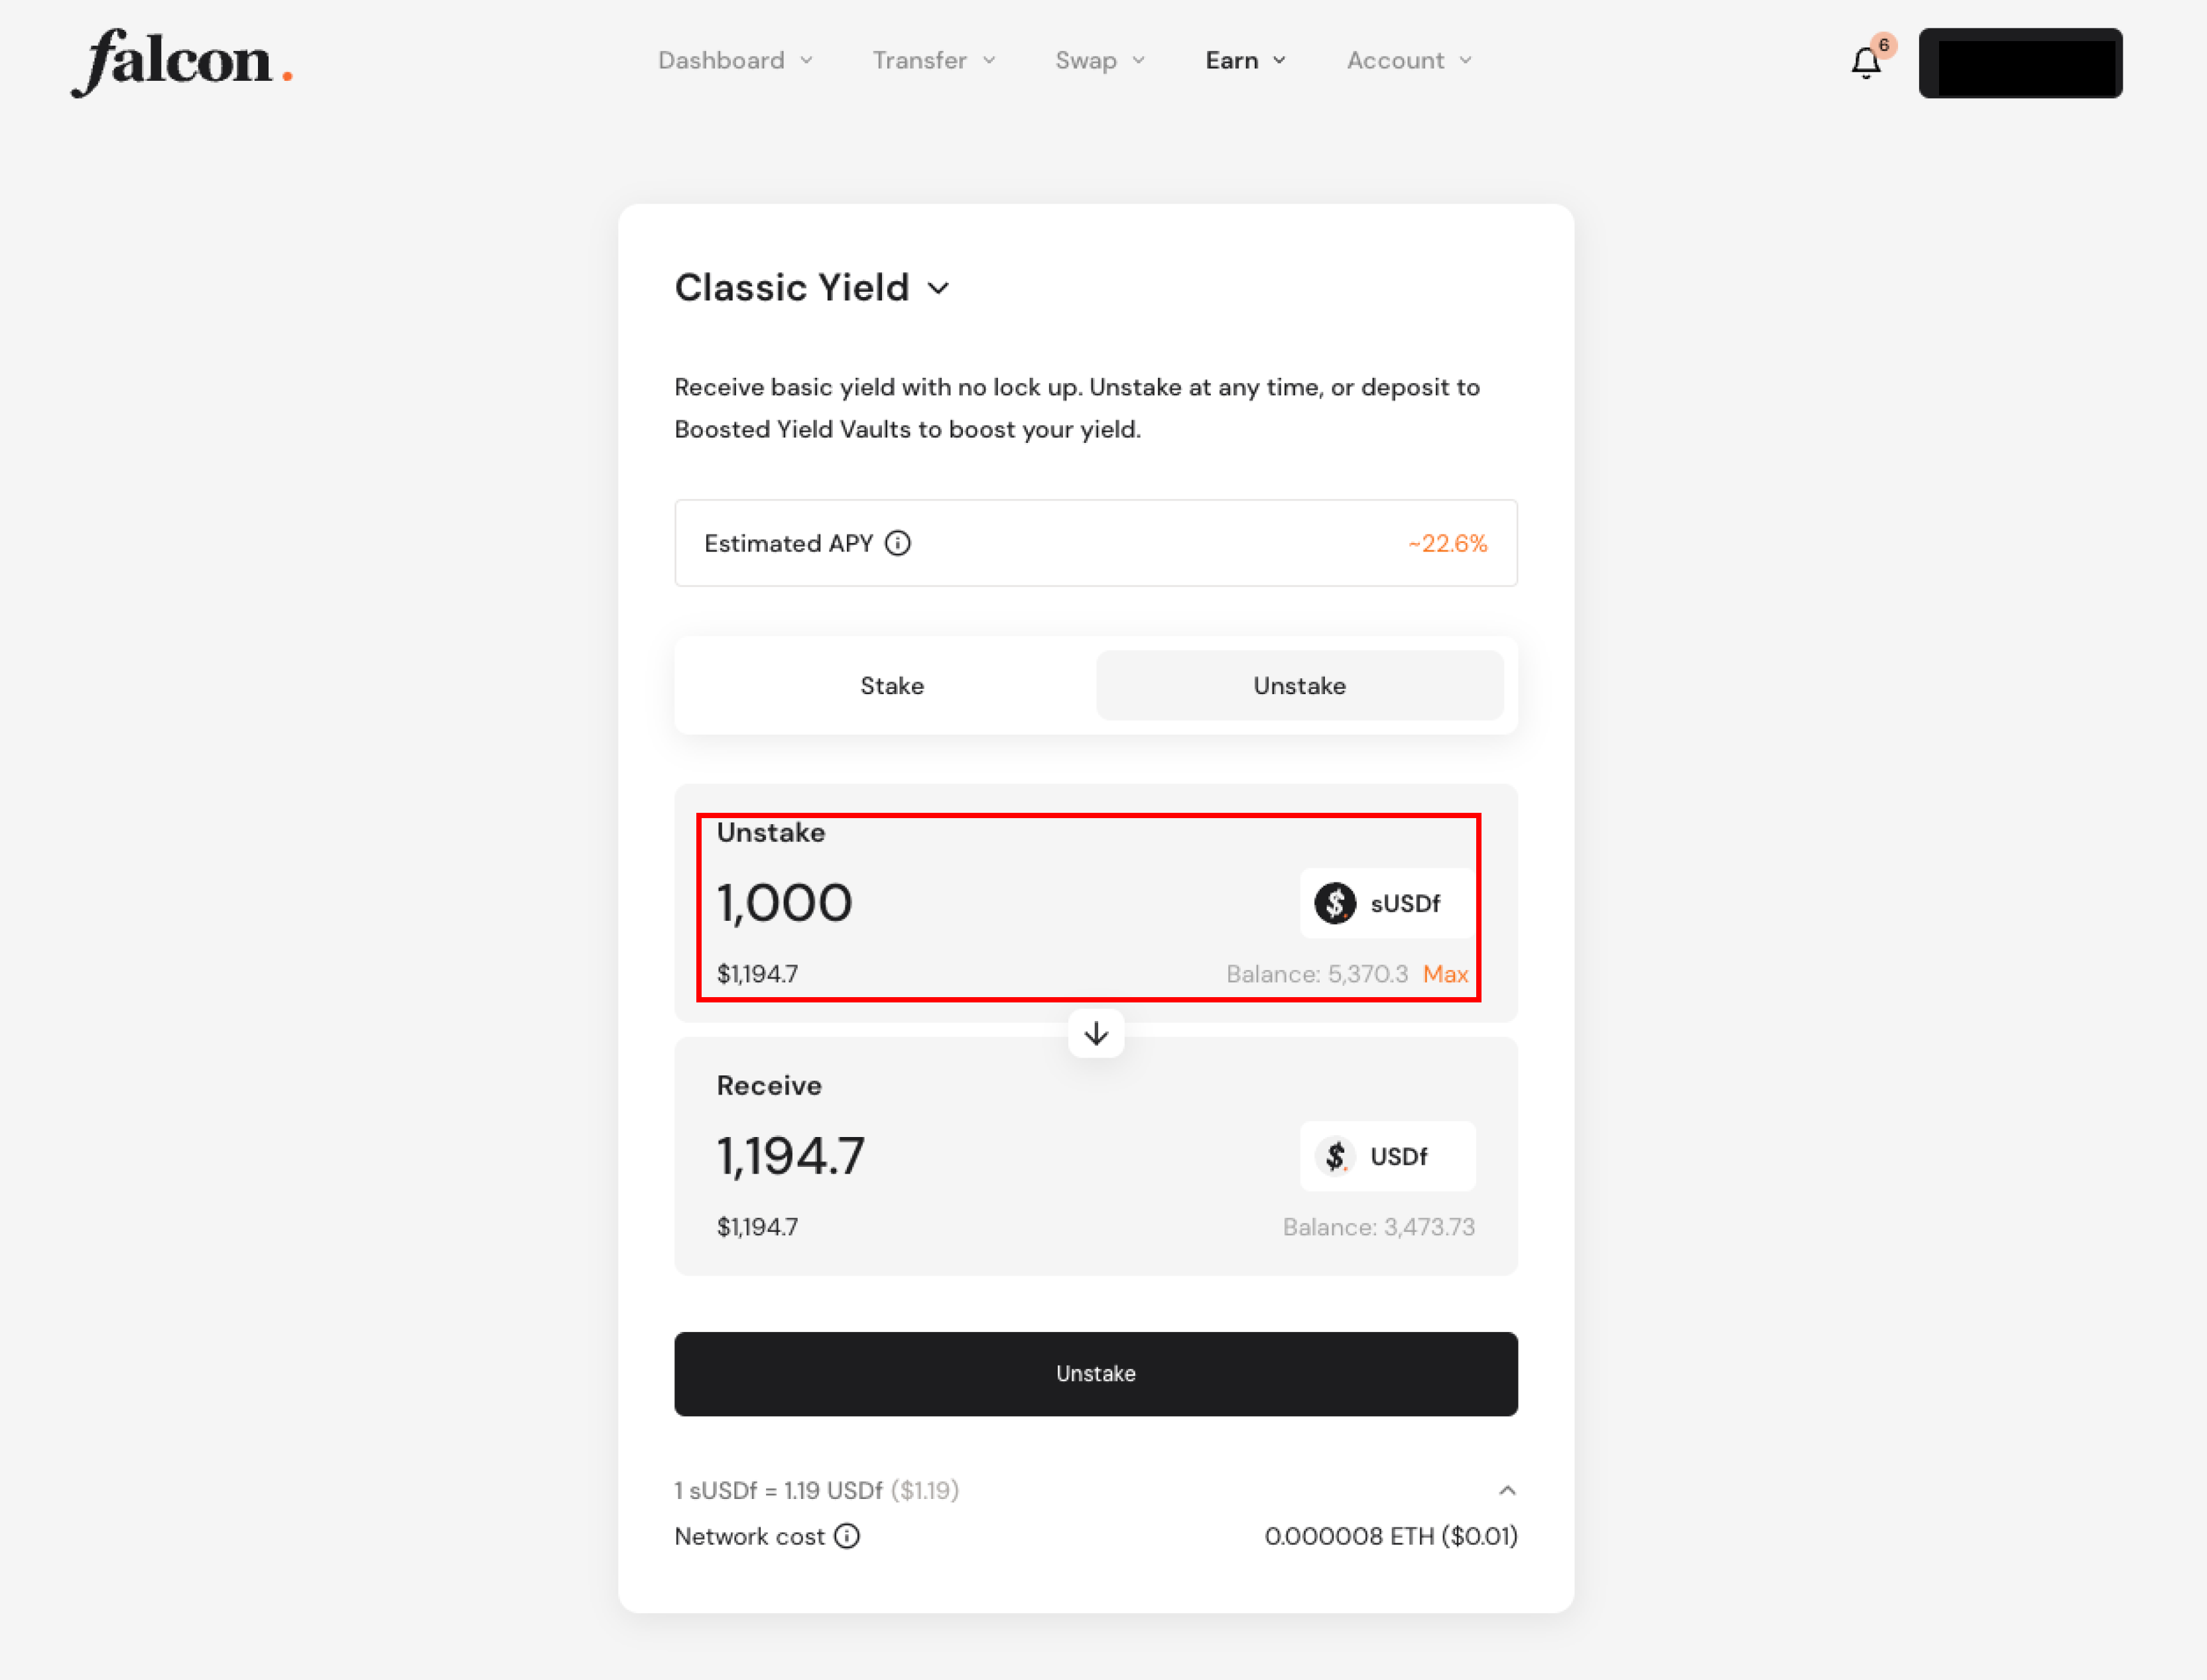 falcon.
Dashboard Transfer Swap Earn Account 6
Classic Yield
Receive basic yield with no lock up. Unstake at any time, or deposit to
Boosted Yield Vaults to boost your yield.
Estimated APY ~22.6%
Stake Unstake
Unstake
1,000 sUSDf
$1,194.7 Balance: 5,370.3 Max
Receive
1,194.7 USDf
$1,194.7 Balance: 3,473.73
Unstake
1 sUSDf = 1.19 USDf ($1.19)
Network cost 0.000008 ETH ($0.01)